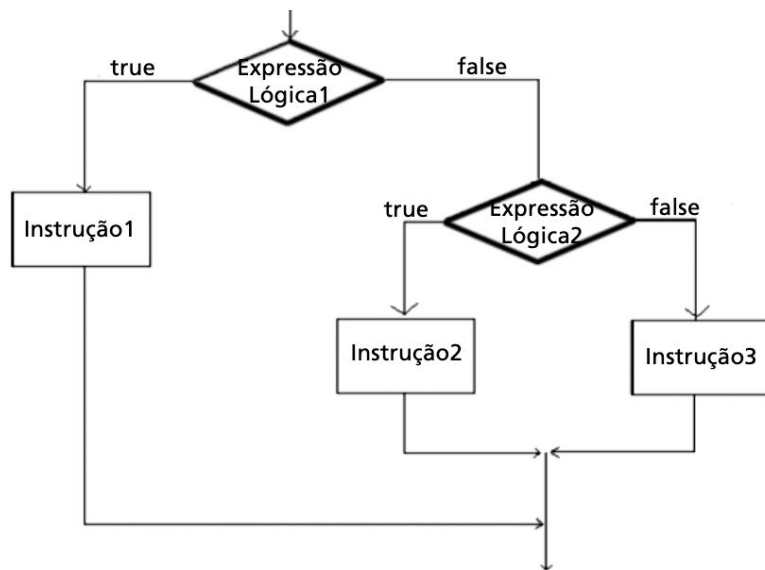 Expressão
Lógica1
true
false
Instrução1
Expressão
Lógica2
true
false
Instrução2
Instrução3